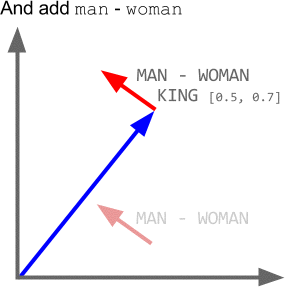 And add man - woman
MAN - WOMAN
KING [0.5, 0.7]
MAN - WOMAN